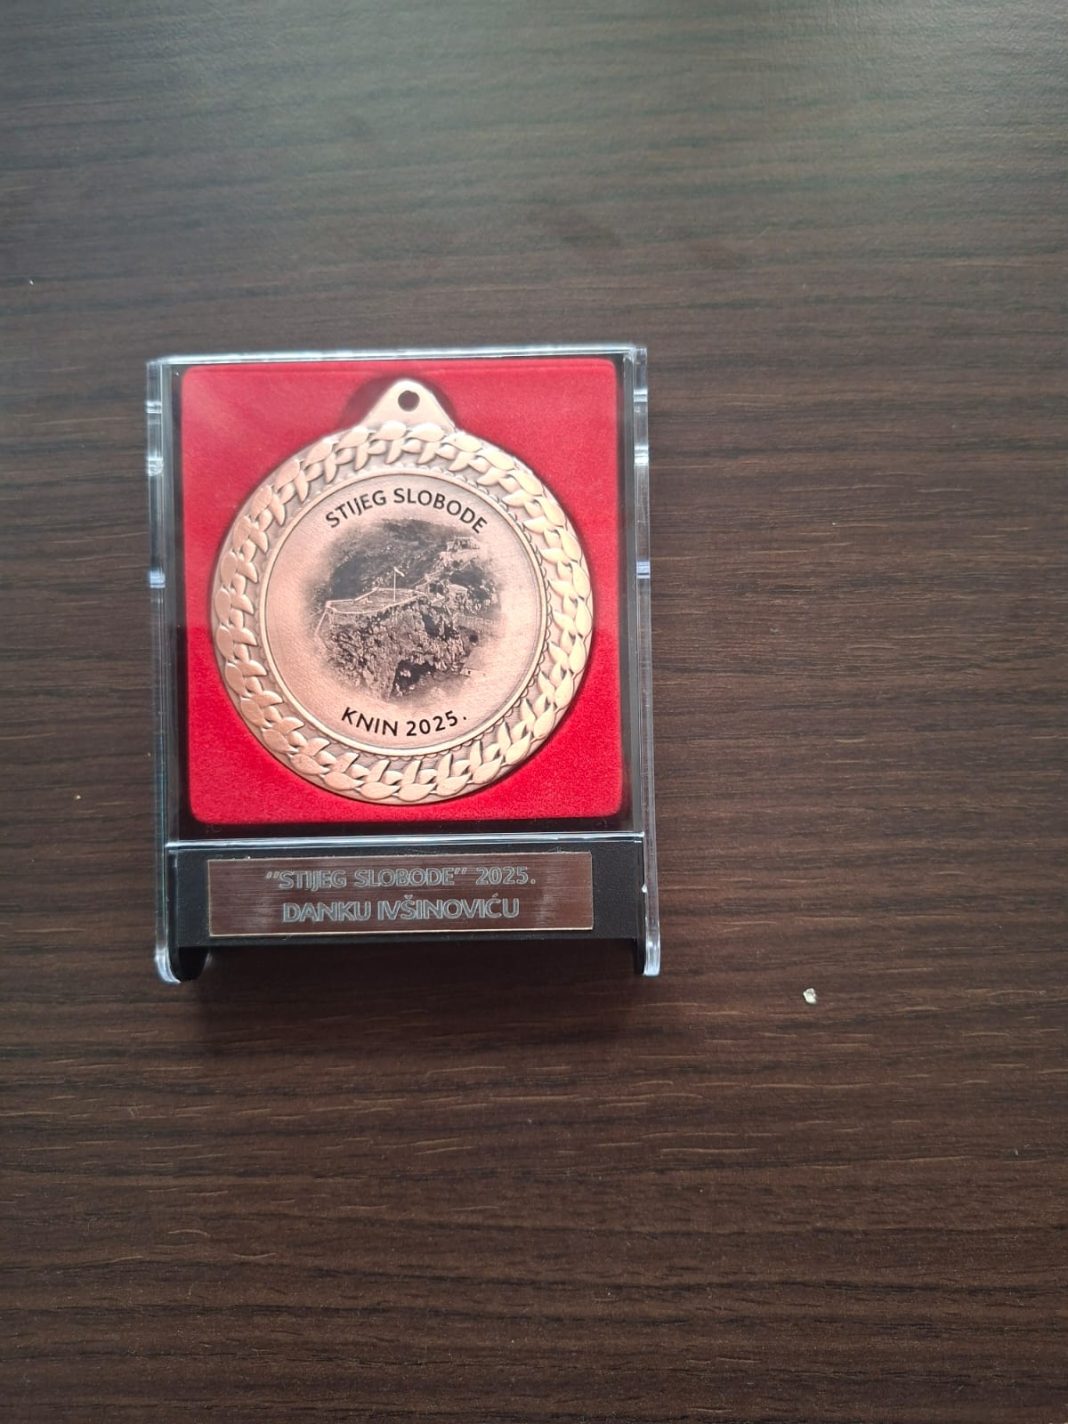 STIJEG SLOBODE
KNIN 2025.
‘‘STIJEG SLOBODE’’ 2025.
DANKU IVŠINOVIĆU